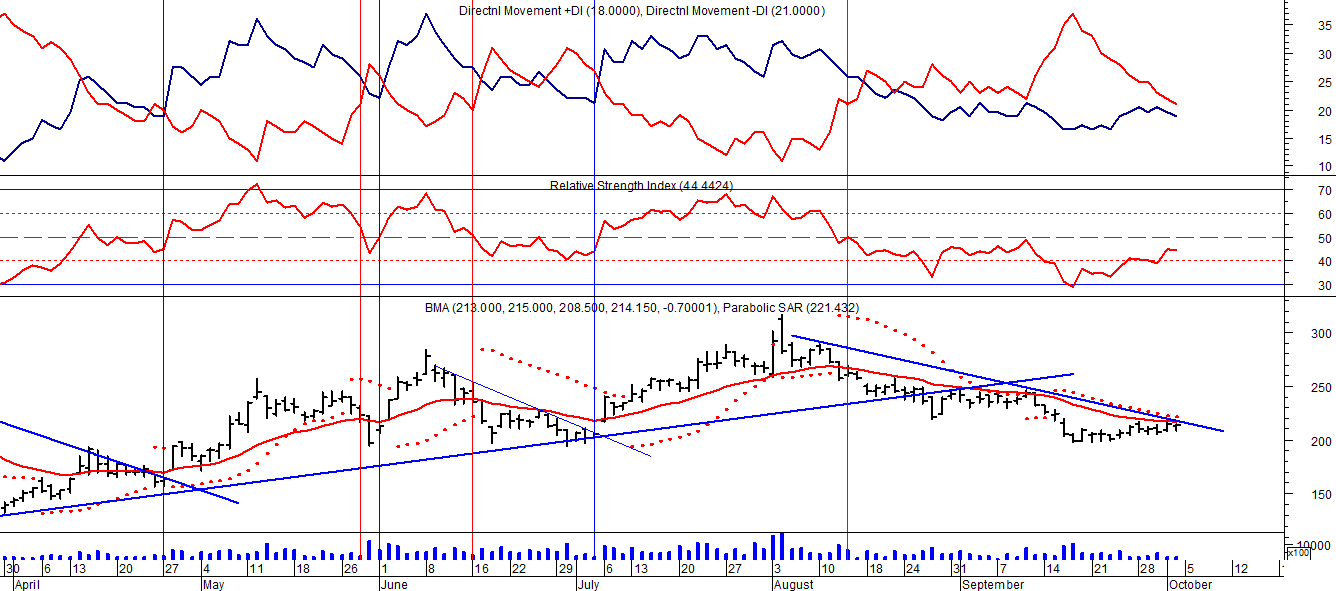 Directnl Movement +DI (18.0000), Directnl Movement -DI (21.0000)
35
30
25
20
15
10
Relative Strength Index (44.4424)
70
60
50
40
30
BMA (213.000, 215.000, 208.500, 214.150, -0.70001), Parabolic SAR (221.432)
300
250
200
150
10000
x100
30 6 13 20 27 4 11 18 26 1 8 16 22 29 6 13 20 27 3 10 18 24 31 7 14 21 28 5 12
April May June July August September October